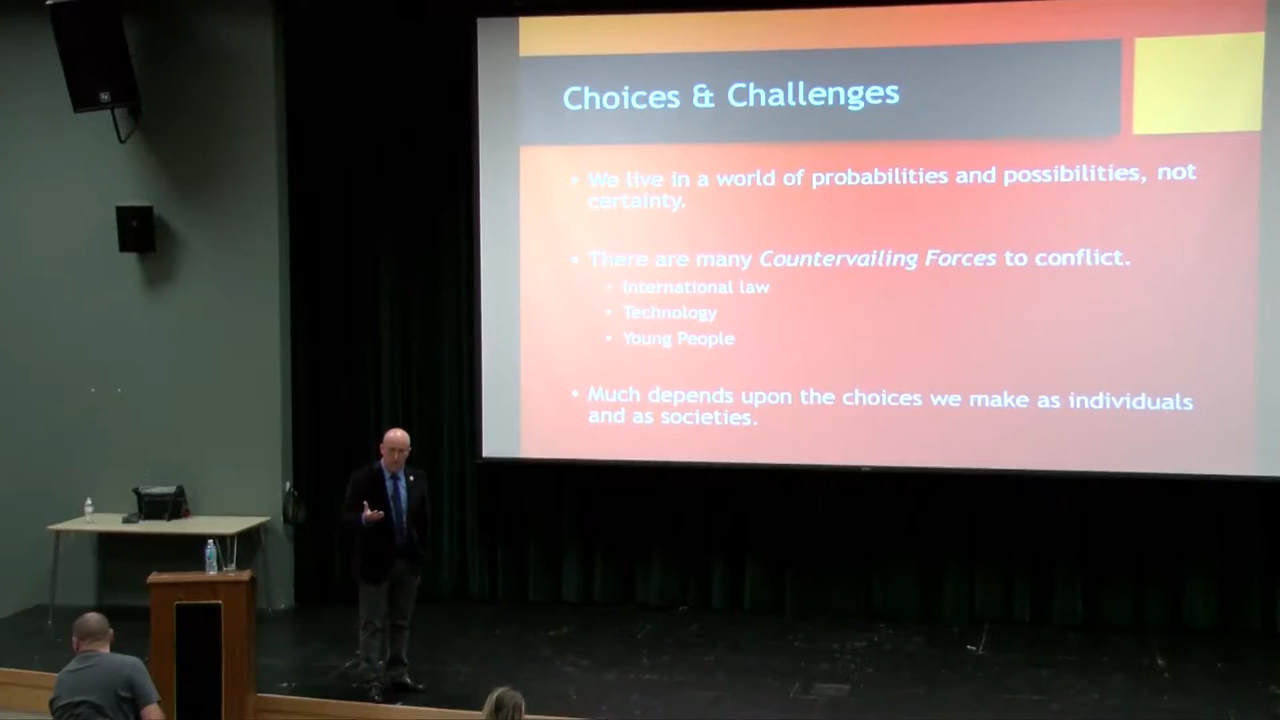 Choices & Challenges
• We live in a world of probabilities and possibilities, not
certainty.
• There are many Countervailing Forces to conflict.
• International law
• Technology
• Young People
• Much depends upon the choices we make as individuals
and as societies.